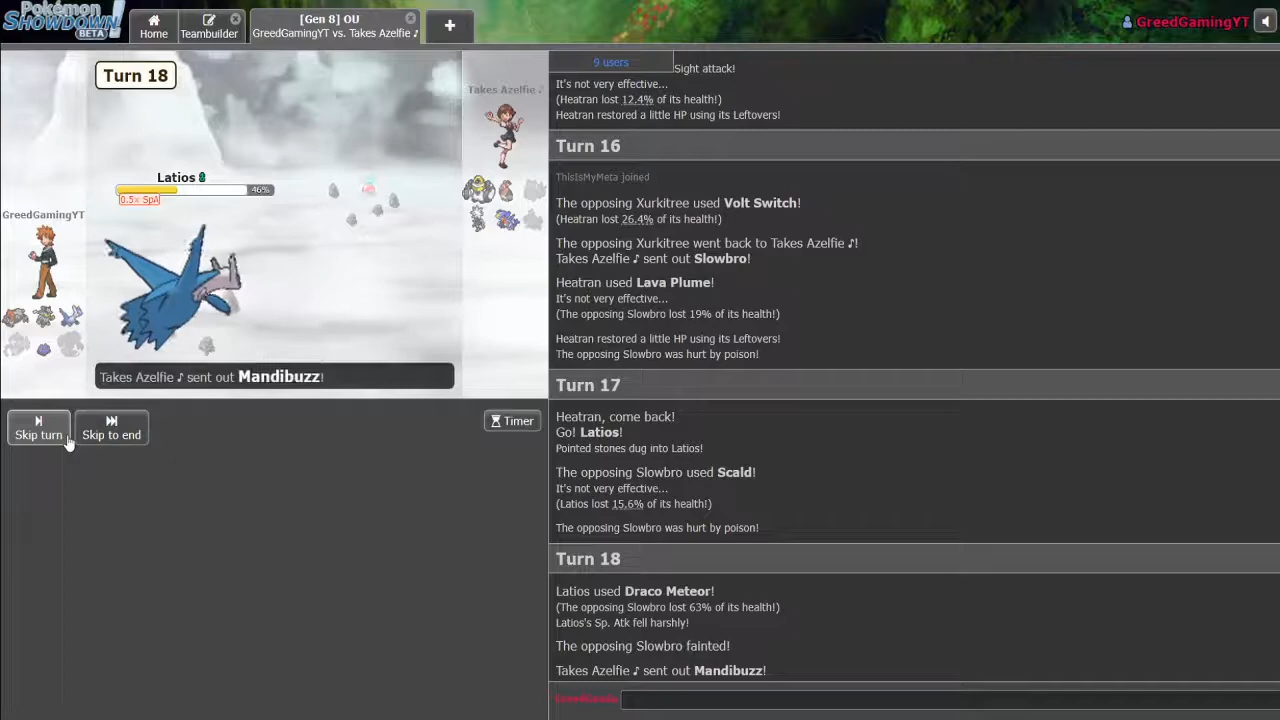 Pokémon
SHOWDOWN!
BETA
Home
Teambuilder
[Gen 8] OU
GreedGamingYT vs. Takes Azelfie ♪
+
GreedGamingYT
Turn 18
Takes Azelfie ♪
Latios
46%
0.5× SpA
GreedGamingYT
Takes Azelfie ♪ sent out Mandibuzz!
Skip turn
Skip to end
Timer
9 users
Sight attack!
It's not very effective...
(Heatran lost 12.4% of its health!)
Heatran restored a little HP using its Leftovers!
Turn 16
ThisIsMyMeta joined
The opposing Xurkitree used Volt Switch!
(Heatran lost 26.4% of its health!)
The opposing Xurkitree went back to Takes Azelfie ♪!
Takes Azelfie ♪ sent out Slowbro!
Heatran used Lava Plume!
It's not very effective...
(The opposing Slowbro lost 19% of its health!)
Heatran restored a little HP using its Leftovers!
The opposing Slowbro was hurt by poison!
Turn 17
Heatran, come back!
Go! Latios!
Pointed stones dug into Latios!
The opposing Slowbro used Scald!
It's not very effective...
(Latios lost 15.6% of its health!)
The opposing Slowbro was hurt by poison!
Turn 18
Latios used Draco Meteor!
(The opposing Slowbro lost 63% of its health!)
Latios's Sp. Atk fell harshly!
The opposing Slowbro fainted!
Takes Azelfie ♪ sent out Mandibuzz!